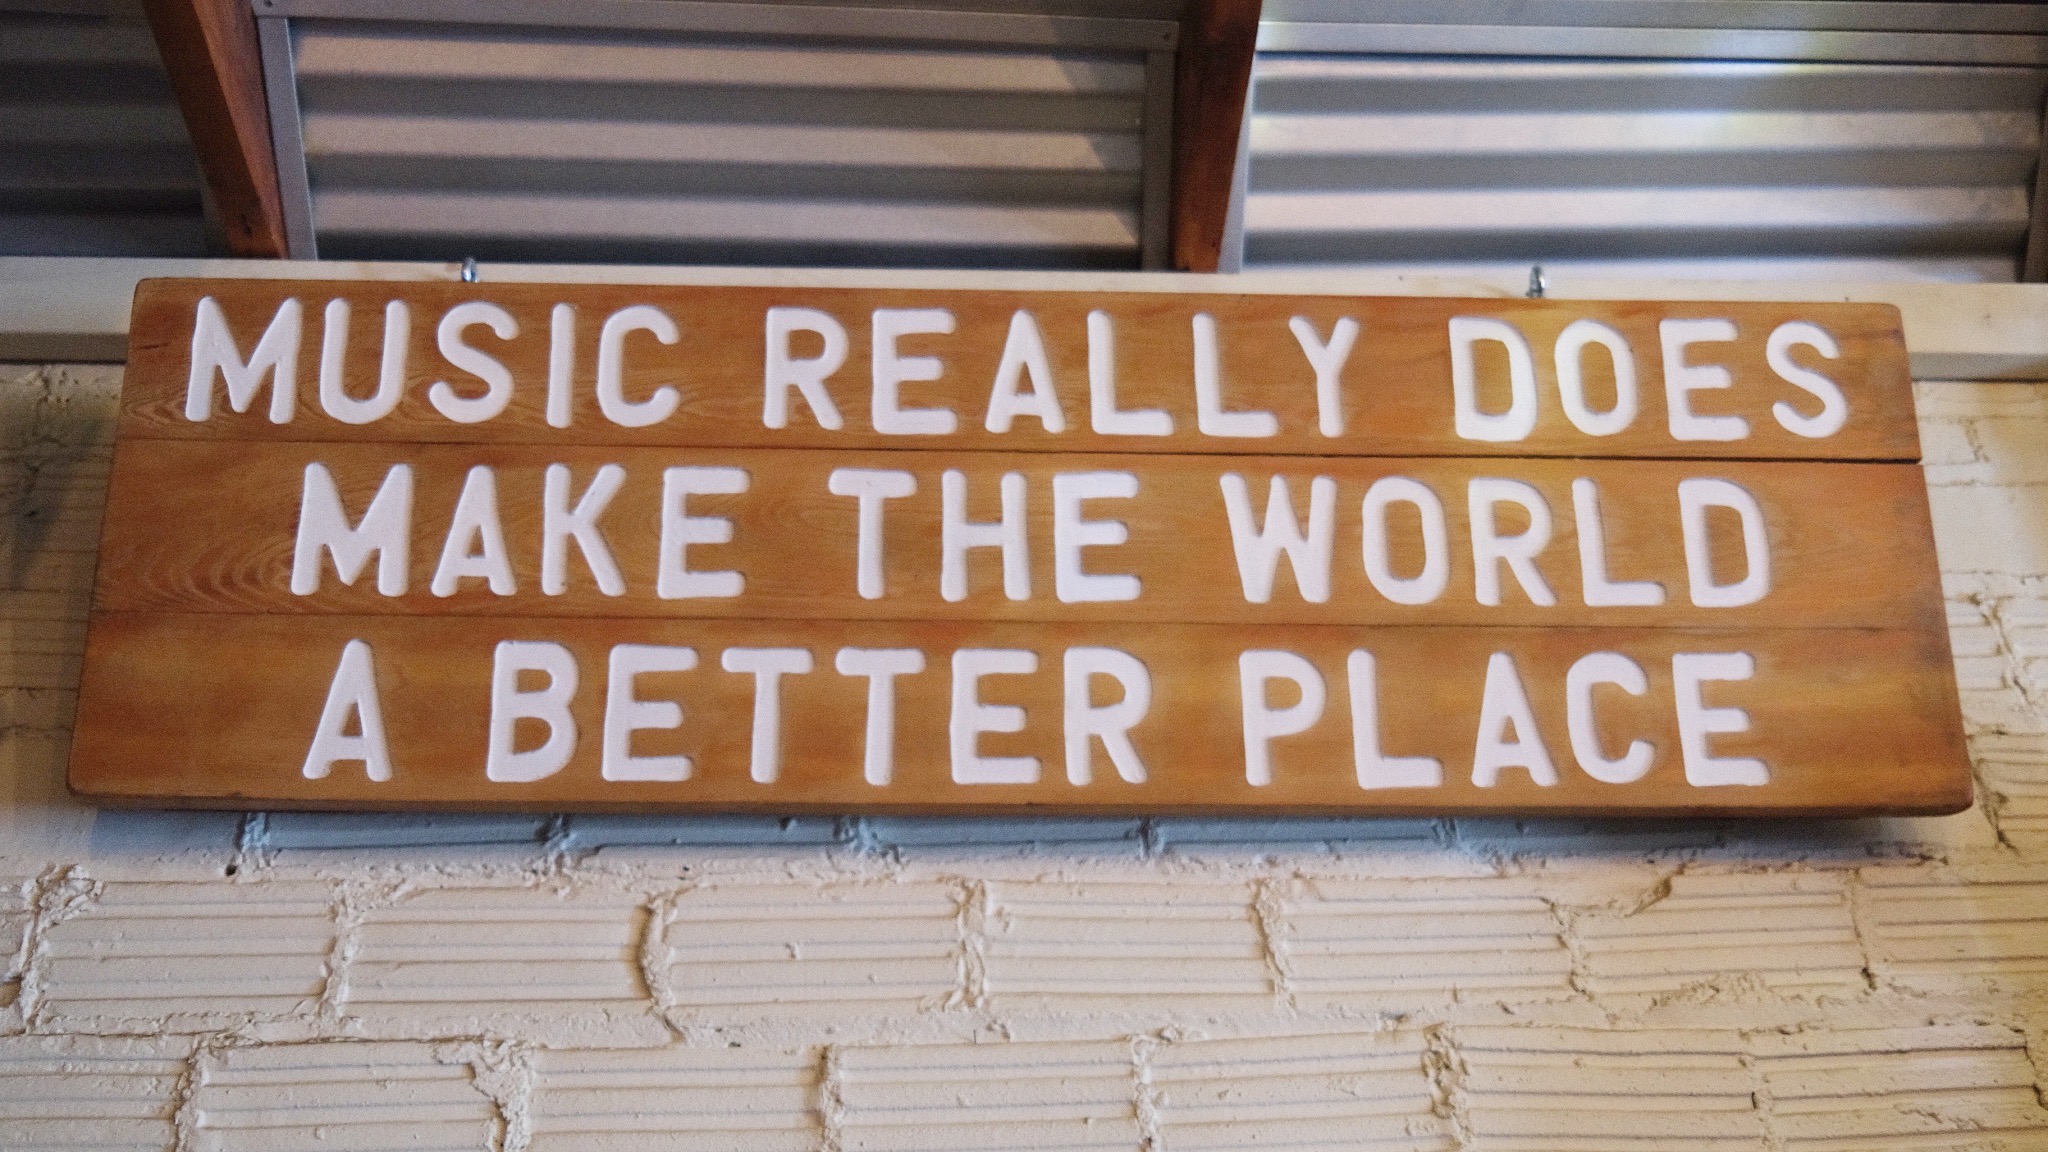 MUSIC REALLY DOES
MAKE THE WORLD
A BETTER PLACE